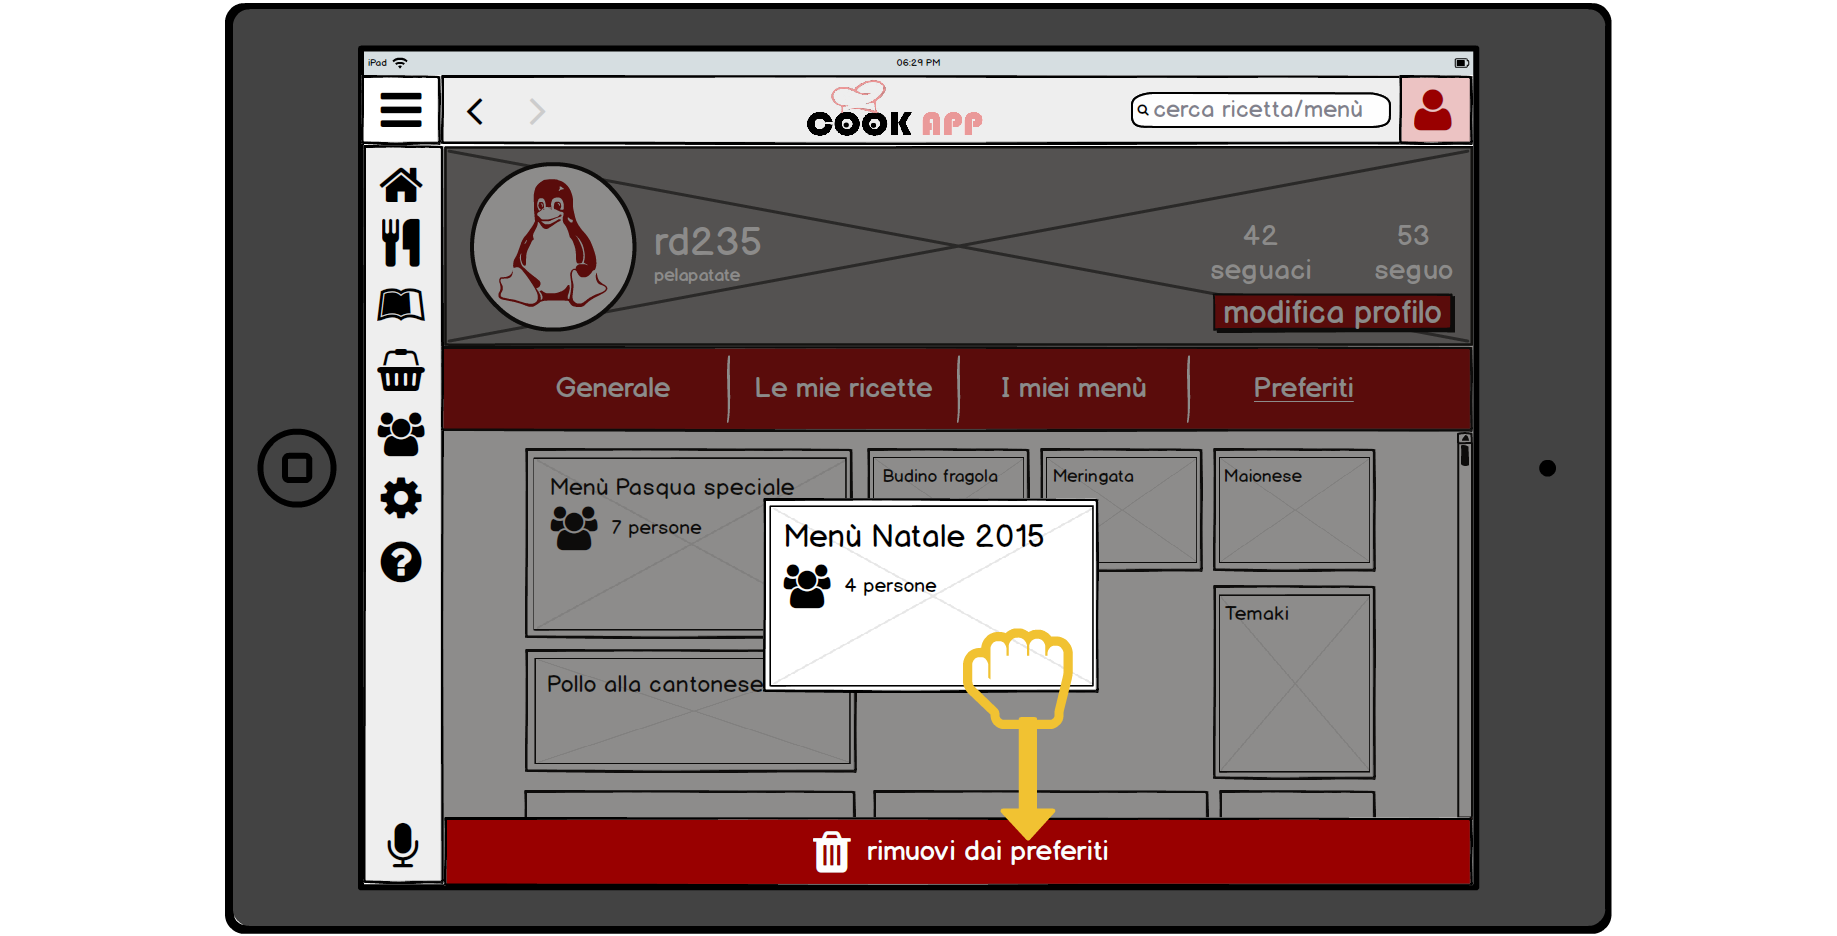 iPad
06:29 PM
COOK APP
cerca ricetta/menù
rd235
pelapatate
42
seguaci
53
seguo
modifica profilo
Generale
Le mie ricette
I miei menù
Preferiti
Menù Pasqua speciale
7 persone
Budino fragola
Meringata
Maionese
Menù Natale 2015
4 persone
Temaki
Pollo alla cantonese
rimuovi dai preferiti